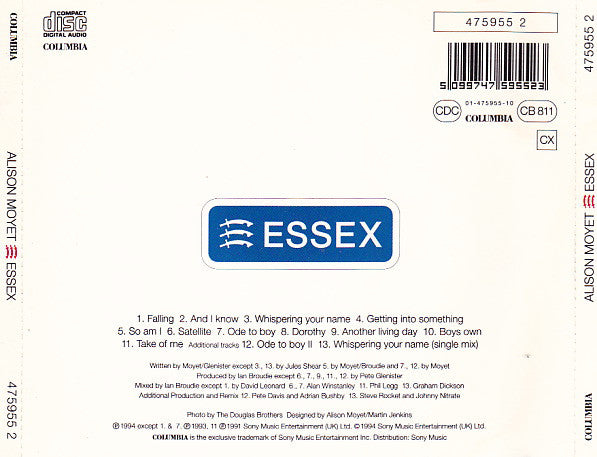 COLUMBIA
ALISON MOYET ESSEX
475955 2
COMPACT
disc
DIGITAL AUDIO
COLUMBIA
475955 2
5 099747 595523
01-475955-10
CDC COLUMBIA CB 811
CX
ESSEX
1. Falling 2. And I know 3. Whispering your name 4. Getting into something
5. So am I 6. Satellite 7. Ode to boy 8. Dorothy 9. Another living day 10. Boys own
11. Take of me Additional tracks 12. Ode to boy II 13. Whispering your name (single mix)
Written by Moyet/Glenister except 3., 13. by Jules Shear 5. by Moyet/Broudie and 7., 12. by Moyet
Produced by Ian Broudie except 6., 7., 9., 11., 12. by Pete Glenister
Mixed by Ian Broudie except 1. by David Leonard 6., 7. Alan Winstanley 11. Phil Legg 13. Graham Dickson
Additional Production and Remix 12. Pete Davis and Adrian Bushby 13. Steve Rocket and Johnny Nitrate
Photo by The Douglas Brothers Designed by Alison Moyet/Martin Jenkins
℗1994 except 1. & 7. ℗1993, 11 ℗1991 Sony Music Entertainment (UK) Ltd. ©1994 Sony Music Entertainment (UK) Ltd.
COLUMBIA is the exclusive trademark of Sony Music Entertainment Inc. Distribution: Sony Music
475955 2
ALISON MOYET ESSEX
COLUMBIA